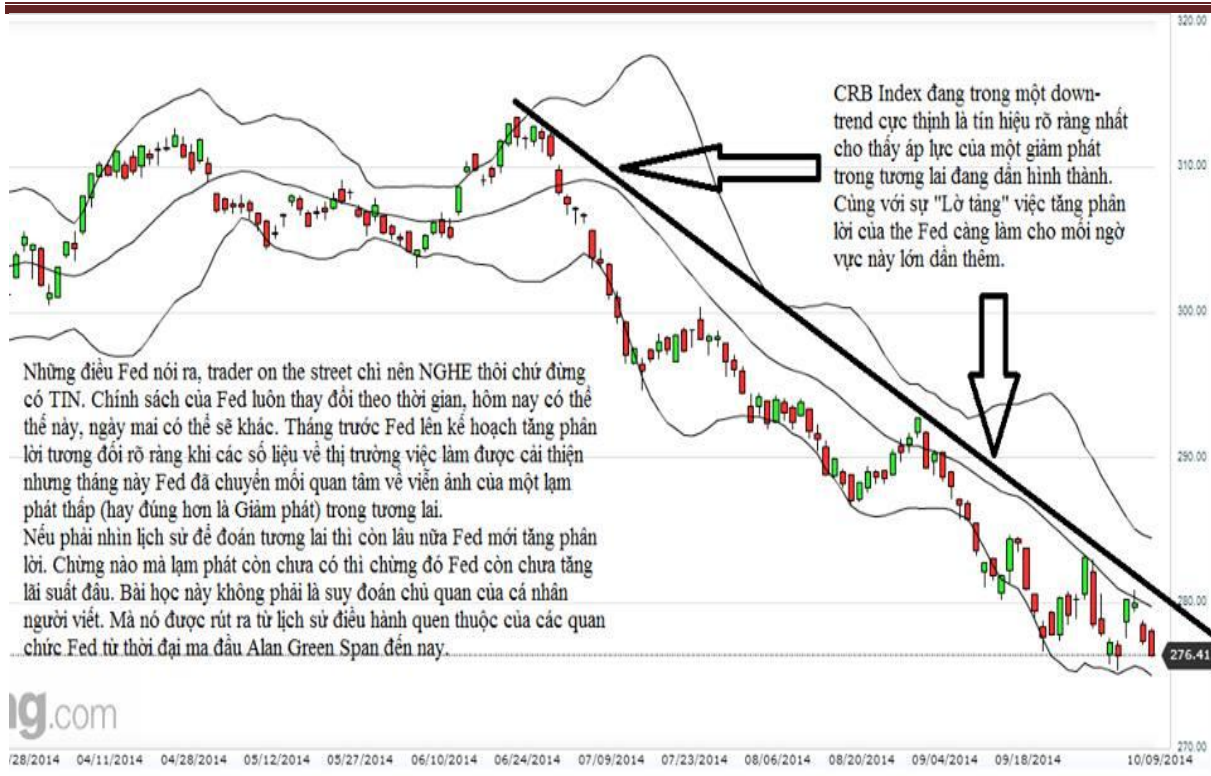 320.00
CRB Index đang trong một down-
trend cực thịnh là tín hiệu rõ ràng nhất
cho thấy áp lực của một giảm phát
trong tương lai đang dần hình thành.
Cùng với sự "Lờ tảng" việc tăng phân
lời của the Fed càng làm cho mối ngờ
vực này lớn dần thêm.
310.00
300.00
Những điều Fed nói ra, trader on the street chỉ nên NGHE thôi chứ đừng
có TIN. Chính sách của Fed luôn thay đổi theo thời gian, hôm nay có thể
thế này, ngày mai có thể sẽ khác. Tháng trước Fed lên kế hoạch tăng phân
lời tương đối rõ ràng khi các số liệu về thị trường việc làm được cải thiện
nhưng tháng này Fed đã chuyển mối quan tâm về viễn ảnh của một lạm
phát thấp (hay đúng hơn là Giảm phát) trong tương lai.
Nếu phải nhìn lịch sử để đoán tương lai thì còn lâu nữa Fed mới tăng phân
lời. Chừng nào mà lạm phát còn chưa có thì chừng đó Fed còn chưa tăng
lãi suất đâu. Bài học này không phải là suy đoán chủ quan của cá nhân
người viết. Mà nó được rút ra từ lịch sử điều hành quen thuộc của các quan
chức Fed từ thời đại ma đầu Alan Green Span đến nay.
290.00
280.00
276.41
g.com
270.00
/28/2014 04/11/2014 04/28/2014 05/12/2014 05/27/2014 06/10/2014 06/24/2014 07/09/2014 07/23/2014 08/06/2014 08/20/2014 09/04/2014 09/18/2014 10/09/2014